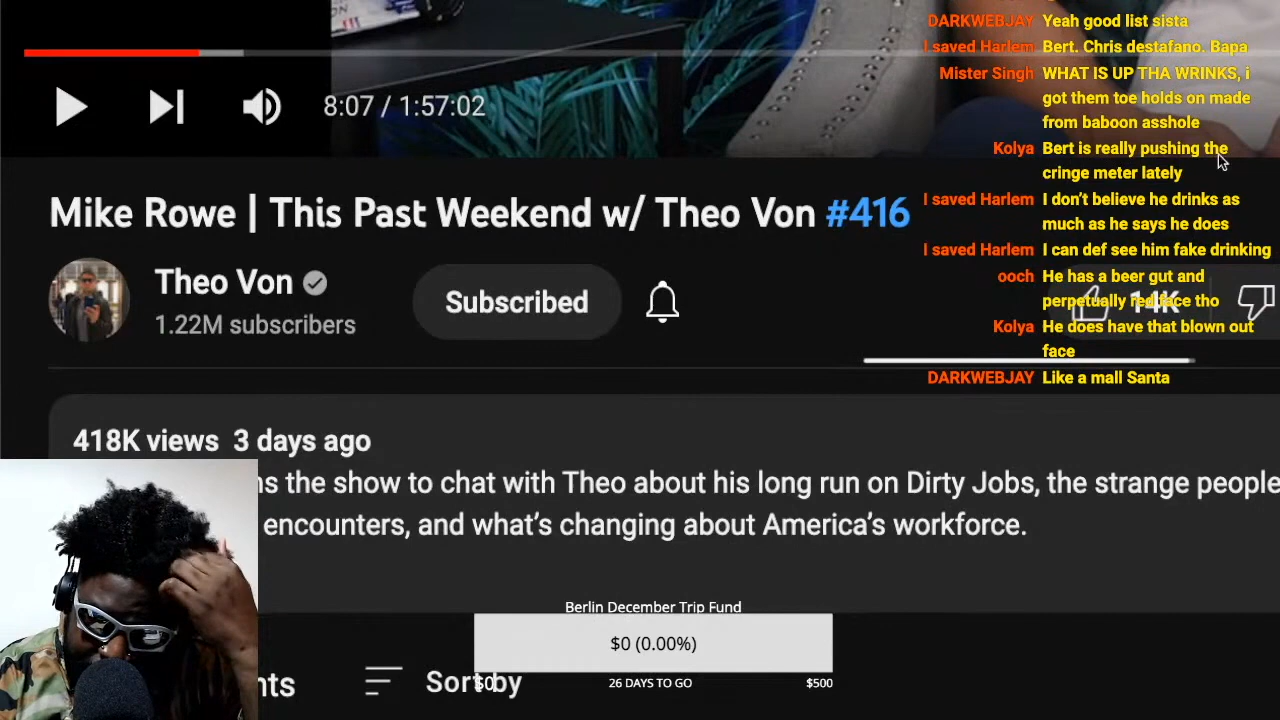 DARKWEBJAY Yeah good list sista
I saved Harlem Bert. Chris destafano. Bapa
Mister Singh WHAT IS UP THA WRINKS, i
got them toe holds on made
from baboon asshole
Kolya Bert is really pushing the
cringe meter lately
I saved Harlem I don't believe he drinks as
much as he says he does
I saved Harlem I can def see him fake drinking
ooch He has a beer gut and
perpetually red face tho
Kolya He does have that blown out
face
DARKWEBJAY Like a mall Santa
8:07 / 1:57:02
Mike Rowe | This Past Weekend w/ Theo Von #416
Theo Von
1.22M subscribers
Subscribed
14K
418K views 3 days ago
ns the show to chat with Theo about his long run on Dirty Jobs, the strange people
encounters, and what's changing about America's workforce.
Berlin December Trip Fund
$0 (0.00%)
$0 26 DAYS TO GO $500
nts
Sort by